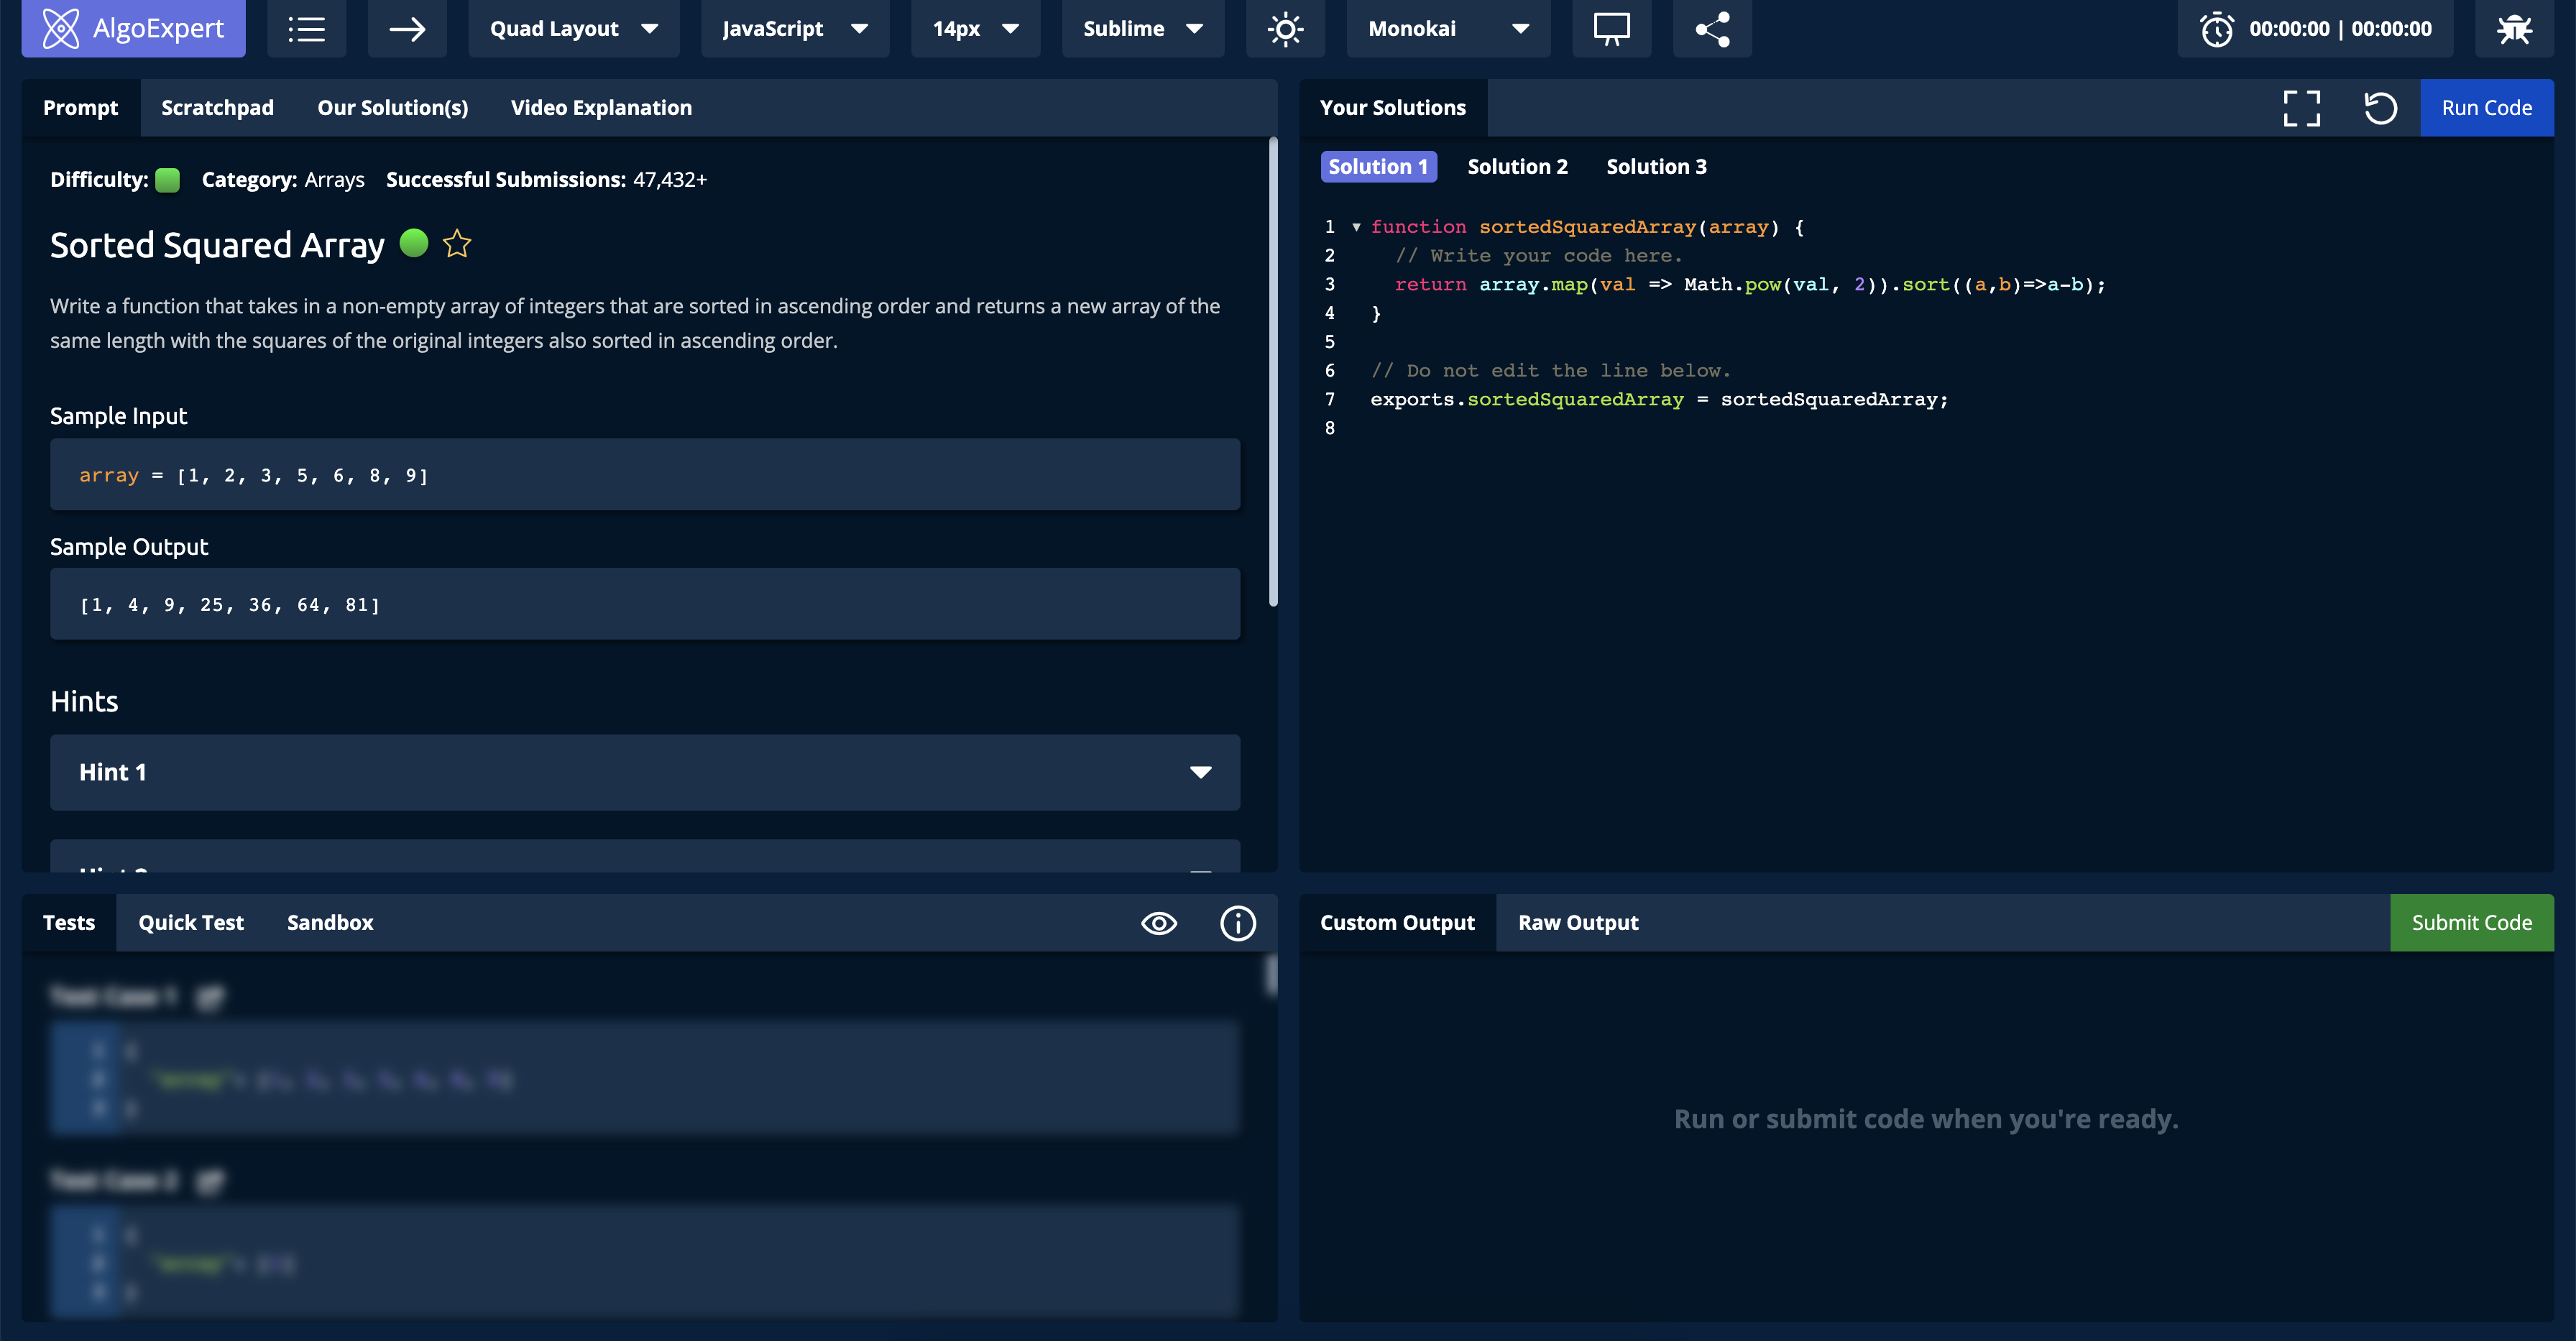 AlgoExpert
Quad Layout
JavaScript
14px
Sublime
Monokai
00:00:00 | 00:00:00
Prompt
Scratchpad
Our Solution(s)
Video Explanation
Difficulty:
Category: Arrays
Successful Submissions: 47,432+
Sorted Squared Array
Write a function that takes in a non-empty array of integers that are sorted in ascending order and returns a new array of the
same length with the squares of the original integers also sorted in ascending order.
Sample Input
array = [1, 2, 3, 5, 6, 8, 9]
Sample Output
[1, 4, 9, 25, 36, 64, 81]
Hints
Hint 1
Your Solutions
Run Code
Solution 1
Solution 2
Solution 3
1 function sortedSquaredArray(array) {
2 // Write your code here.
3 return array.map(val => Math.pow(val, 2)).sort((a,b)=>a-b);
4 }
5
6 // Do not edit the line below.
7 exports.sortedSquaredArray = sortedSquaredArray;
8
Tests
Quick Test
Sandbox
Test Case 1
Test Case 2
Custom Output
Raw Output
Submit Code
Run or submit code when you're ready.